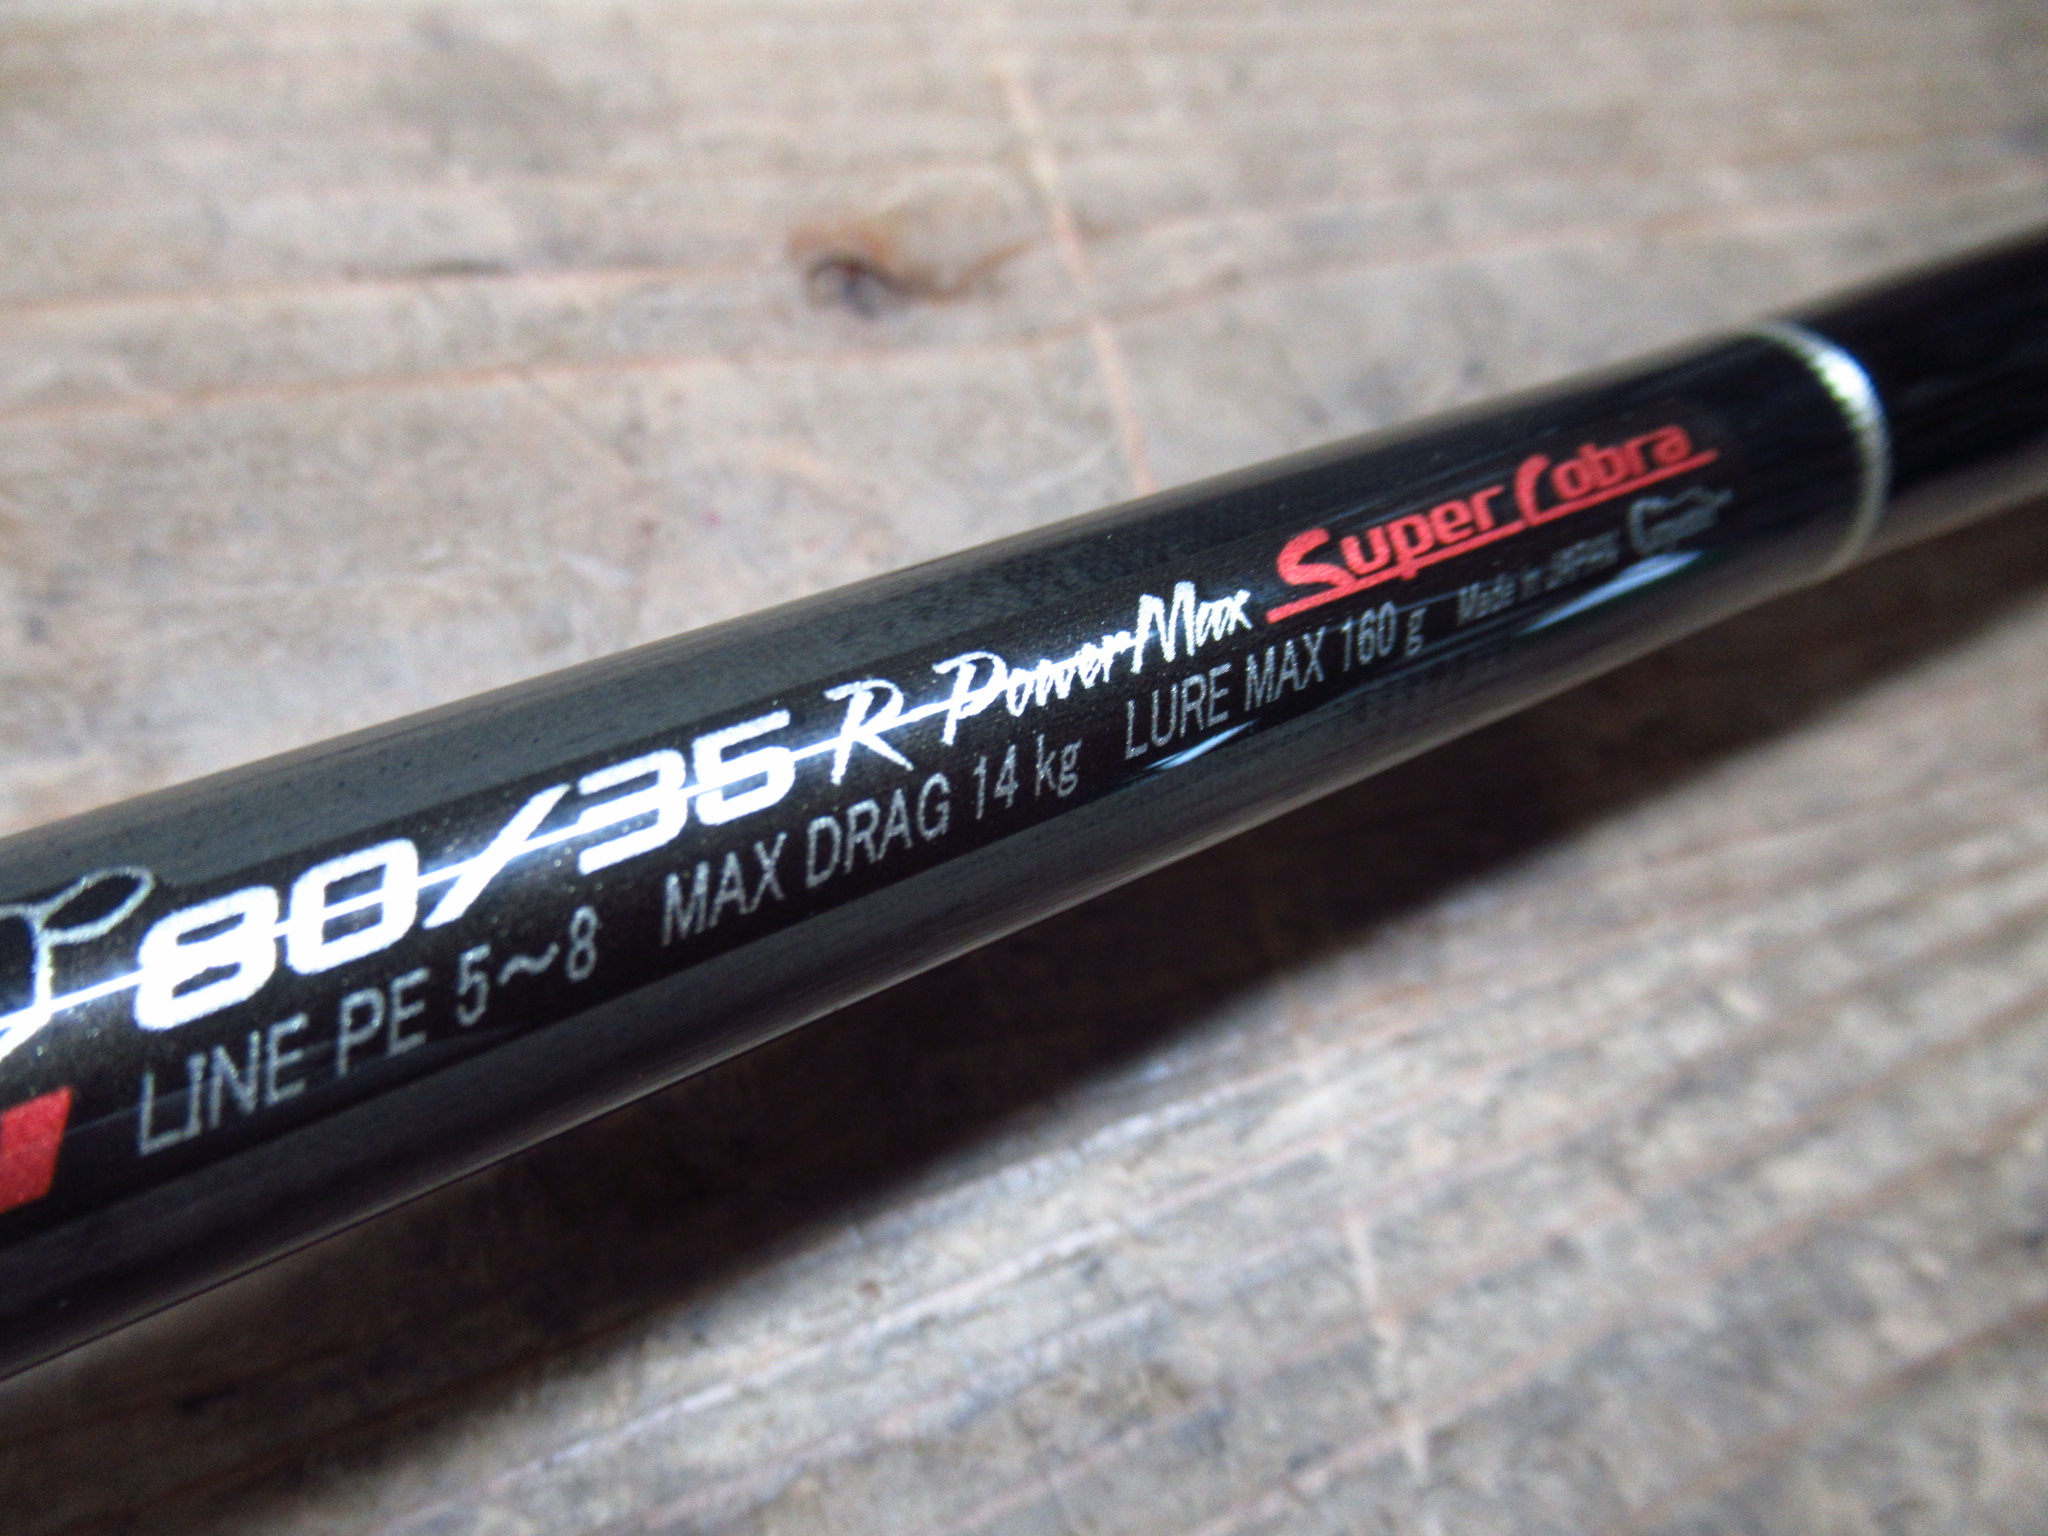 80/35 R PowerMax Super Cobra
LINE PE 5~8 MAX DRAG 14 kg LURE MAX 160 g Made in JAPAN